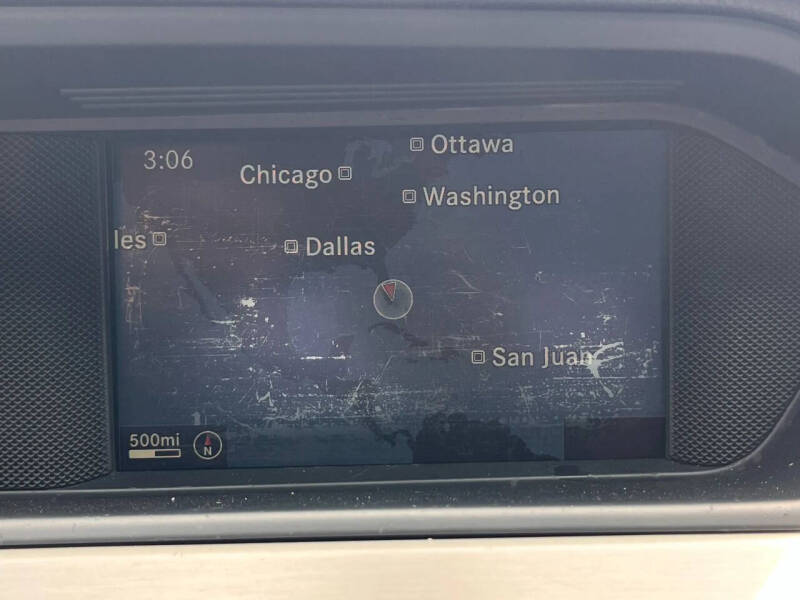 Ottawa
3:06
Chicago
Washington
les
Dallas
San Juan
500mi
N